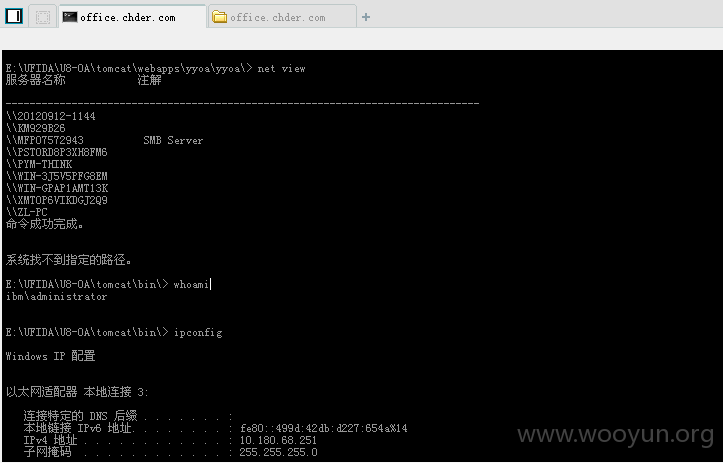 office.chder.com
office.chder.com
E:\UFIDA\U8-OA\tomcat\webapps\yyoa\yyoa\> net view
服务器名称 注解
-------------------------------------------------------------------------------
\\20120912-1144
\\KM929B26
\\MFP07572943 SMB Server
\\PSTORD8P3XH8FM6
\\PYM-THINK
\\WIN-3J5V5PFG8EM
\\WIN-GPAP1AMT13K
\\XMTOP6VIKDGJ2Q9
\\ZL-PC
命令成功完成。
系统找不到指定的路径。
E:\UFIDA\U8-OA\tomcat\bin\> whoami
ibm\administrator
E:\UFIDA\U8-OA\tomcat\bin\> ipconfig
Windows IP 配置
以太网适配器 本地连接 3:
连接特定的 DNS 后缀 . . . . . . . :
本地链接 IPv6 地址. . . . . . . . : fe80::499d:42db:d227:654a%14
IPv4 地址 . . . . . . . . . . . . : 10.180.68.251
子网掩码 . . . . . . . . . . . . : 255.255.255.0
www.wooyun.org